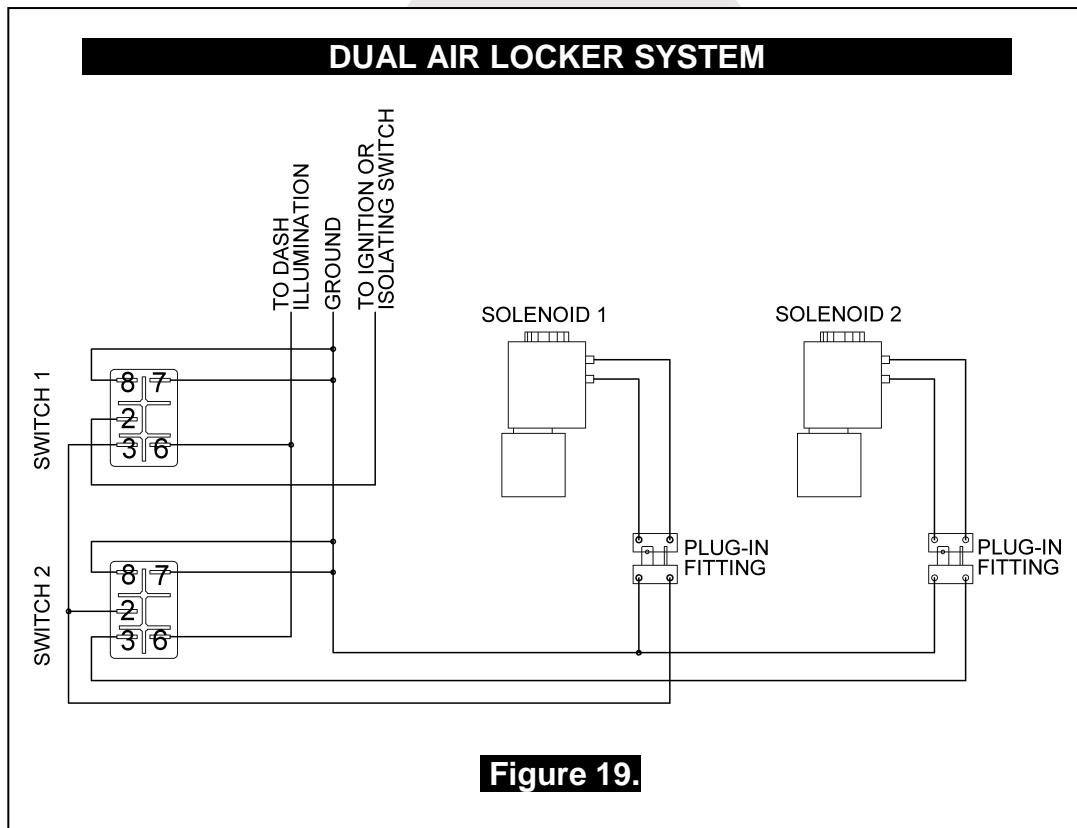 DUAL AIR LOCKER SYSTEM
TO DASH
ILLUMINATION
GROUND
TO IGNITION OR
ISOLATING SWITCH
SOLENOID 1
SOLENOID 2
SWITCH 1
8 7
2
3 6
SWITCH 2
8 7
2
3 6
PLUG-IN
FITTING
PLUG-IN
FITTING
Figure 19.